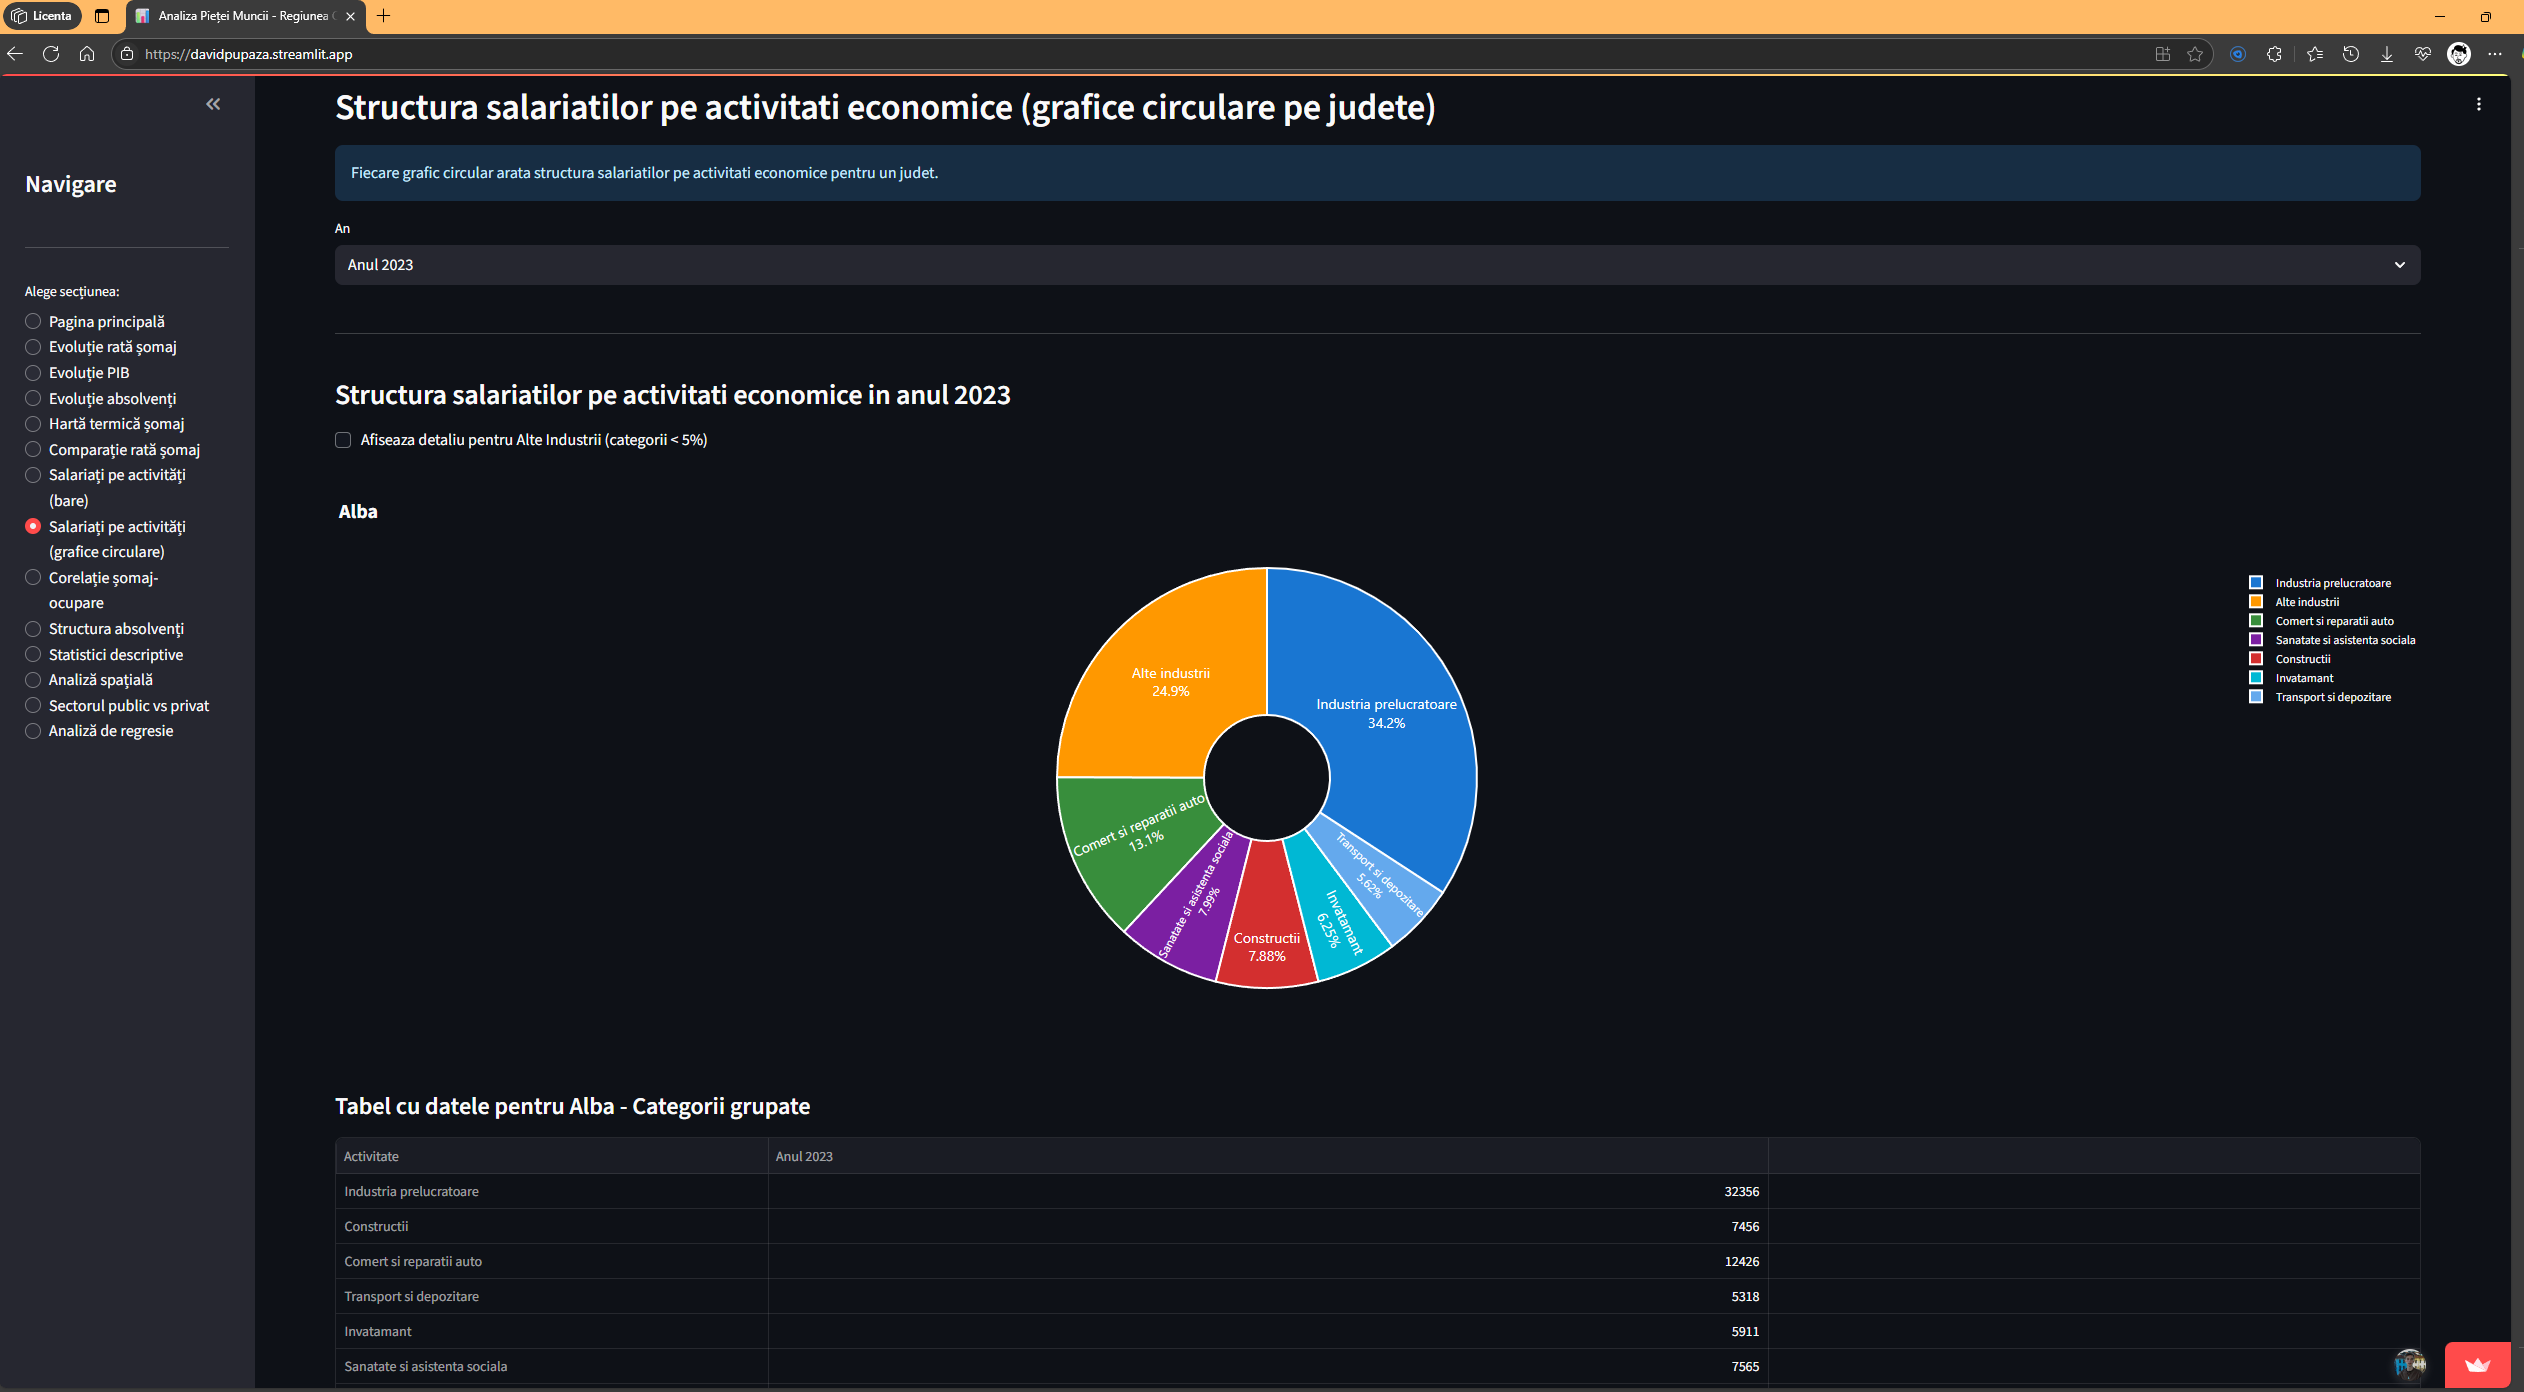 Licenta
Analiza Pieței Muncii - Regiunea
https://davidpupaza.streamlit.app
Navigare
Alege secțiunea:
Pagina principală
Evoluție rată șomaj
Evoluție PIB
Evoluție absolvenți
Hartă termică șomaj
Comparație rată șomaj
Salariați pe activități
(bare)
Salariați pe activități
(grafice circulare)
Corelație șomaj-
ocupare
Structura absolvenți
Statistici descriptive
Analiză spațială
Sectorul public vs privat
Analiză de regresie
Structura salariatilor pe activitati economice (grafice circulare pe judete)
Fiecare grafic circular arata structura salariatilor pe activitati economice pentru un judet.
An
Anul 2023
Structura salariatilor pe activitati economice in anul 2023
Afiseaza detaliu pentru Alte Industrii (categorii < 5%)
Alba
Alte industrii
24.9%
Industria prelucratoare
34.2%
Comert si reparatii auto
13.1%
Sanatate si asistenta sociala
7.99%
Constructii
7.88%
Invatamant
6.25%
Transport si depozitare
5.62%
Industria prelucratoare
Alte industrii
Comert si reparatii auto
Sanatate si asistenta sociala
Constructii
Invatamant
Transport si depozitare
Tabel cu datele pentru Alba - Categorii grupate
Activitate Anul 2023
Industria prelucratoare 32356
Constructii 7456
Comert si reparatii auto 12426
Transport si depozitare 5318
Invatamant 5911
Sanatate si asistenta sociala 7565